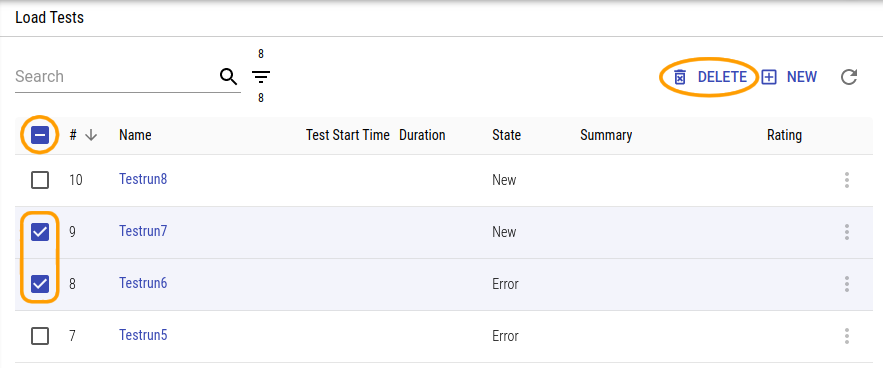 Load Tests
8
Search
DELETE NEW
8
# Name Test Start Time Duration State Summary Rating
10 Testrun8 New
9 Testrun7 New
8 Testrun6 Error
7 Testrun5 Error